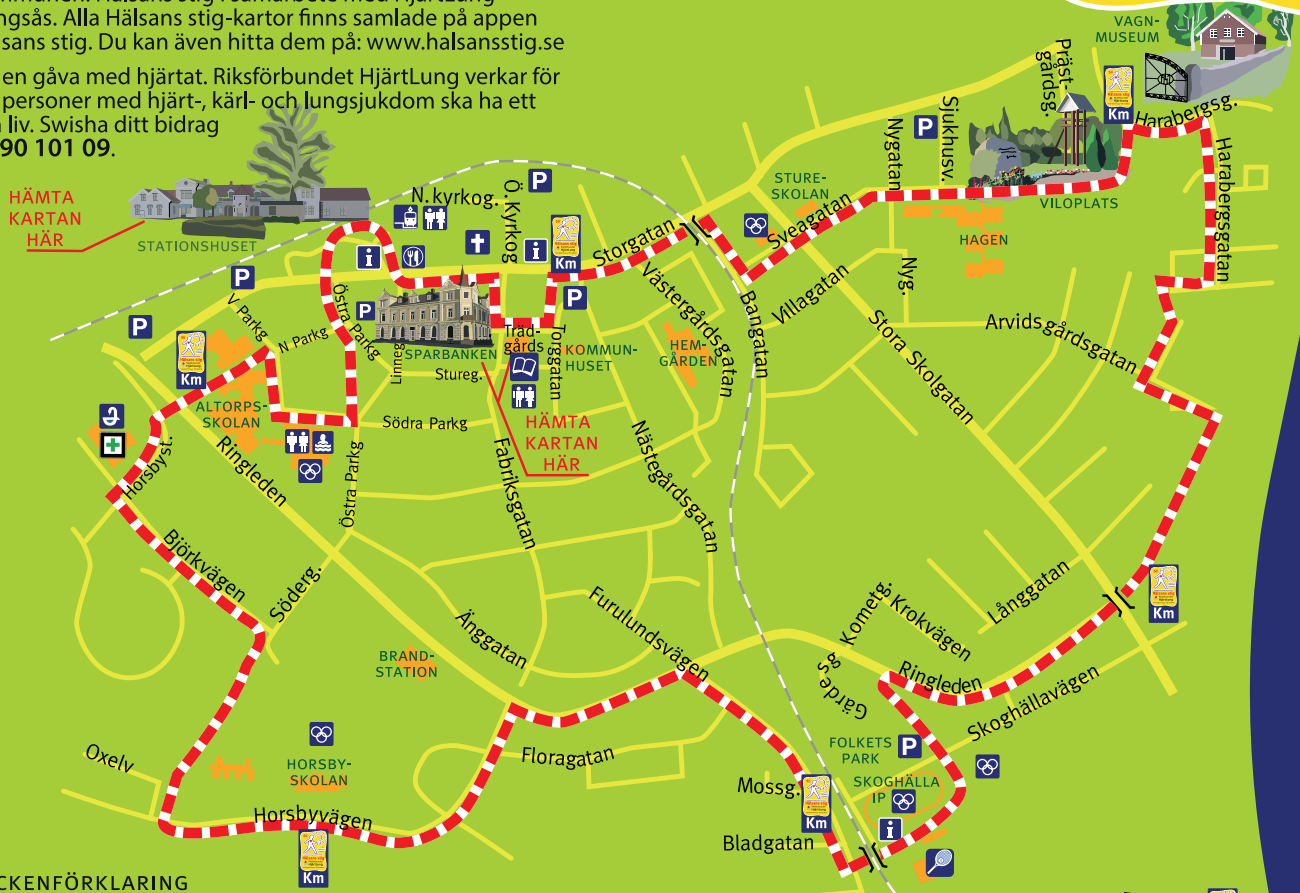 ngsås. Alla Hälsans stig-kartor finns samlade på appen
sans stig. Du kan även hitta dem på: www.halsansstig.se
en gåva med hjärtat. Riksförbundet HjärtLung verkar för
personer med hjärt-, kärl- och lungsjukdom ska ha ett
liv. Swisha ditt bidrag
90 101 09.
VAGN-
MUSEUM
Präst-
gårdsg.
Km
Harabergsg.
Harabergsgatan
Sjukhusv.
P
Nygatan
STURE-
SKOLAN
Sveagatan
VILOPLATS
HAGEN
Nyg.
HÄMTA
KARTAN
HÄR
STATIONSHUSET
N.kyrkog.
Ö.Kyrkog
P
i
i
Km
Storgatan
P
P
P
P
V. Parkg
N Parkg
Östra Parkg
Linneg
SPARBANKEN
Träd-
gårds
Torggatan
Stureg.
KOMMUN-
HUSET
HEM-
GÅRDEN
Västergårdsgatan
Bangatan
Villagatan
Stora Skolgatan
Arvidsgårdsgatan
Km
ALTORPS-
SKOLAN
Södra Parkg
HÄMTA
KARTAN
HÄR
Horsbyst.
Ringleden
Östra Parkg
Fabriksgatan
Nästegårdsgatan
Björkvägen
Söderg.
Änggatan
Furulundsvägen
Kometg.
Krokvägen
Långgatan
Km
Gärdesg
Ringleden
Skoghällavägen
BRAND-
STATION
Floragatan
Oxelv
HORSBY-
SKOLAN
Horsbyvägen
Km
FOLKETS
PARK
P
SKOGHÄLLA
IP
i
Mossg.
Km
Bladgatan
CKENFÖRKLARING